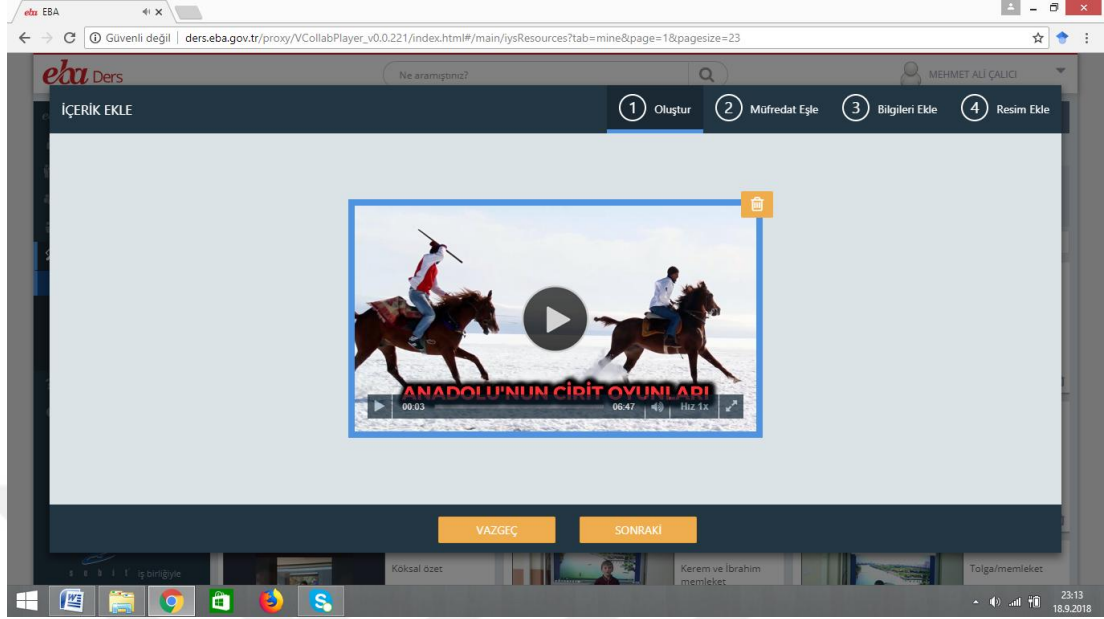 eba EBA
Güvenli değil | ders.eba.gov.tr/proxy/VCollabPlayer_v0.0.221/index.html#/main/iysResources?tab=mine&page=1&pagesize=23
eba Ders
Ne aramıştınız?
MEHMET ALİ ÇALICI
İÇERİK EKLE
1 Oluştur
2 Müfredat Eşle
3 Bilgileri Ekle
4 Resim Ekle
ANADOLU'NUN CİRİT OYUNLARI
00:03
06:47
Hız 1x
VAZGEÇ
SONRAKİ
sebit iş birliğiyle
Köksal özet
Kerem ve İbrahim
memleket
Tolga/memleket
23:13
18.9.2018